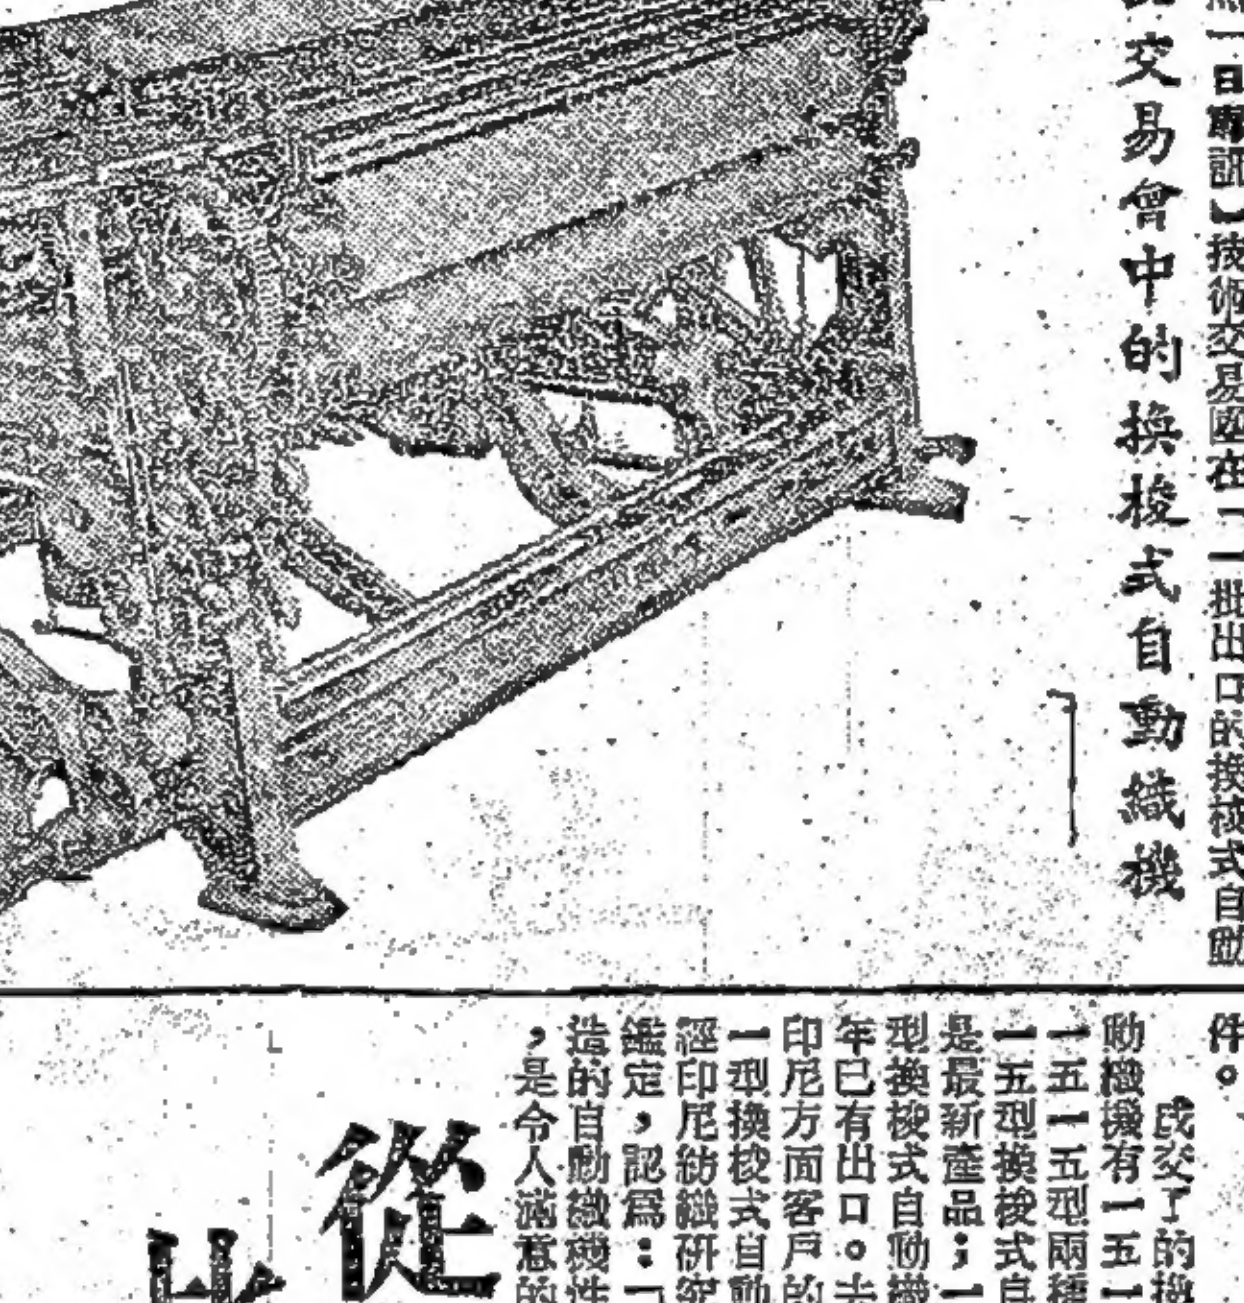 一日專訊】技術交易團在「一批出口的換梭式自動
交易會中的換梭式自動織機
件。
成交了的換
動織機有一五一
一五一五型兩種
一五型換梭式自
是最新產品；一
型換梭式自動織
年已有出口。去
印尼方面客戶的
一型換梭式自動
經印尼紡織研究
鑑定，認爲：「
造的自動織機性
，是令人滿意的
從